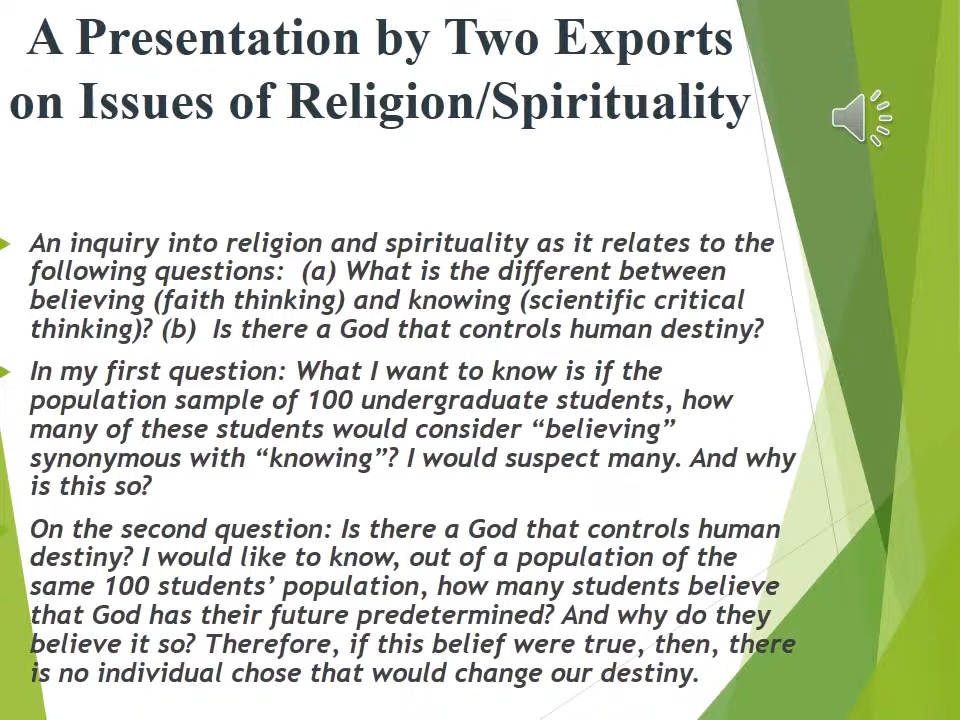 A Presentation by Two Exports
on Issues of Religion/Spirituality
An inquiry into religion and spirituality as it relates to the
following questions:  (a) What is the different between
believing (faith thinking) and knowing (scientific critical
thinking)? (b)  Is there a God that controls human destiny?
In my first question: What I want to know is if the
population sample of 100 undergraduate students, how
many of these students would consider “believing”
synonymous with “knowing”? I would suspect many. And why
is this so?
On the second question: Is there a God that controls human
destiny? I would like to know, out of a population of the
same 100 students’ population, how many students believe
that God has their future predetermined? And why do they
believe it so? Therefore, if this belief were true, then, there
is no individual chose that would change our destiny.